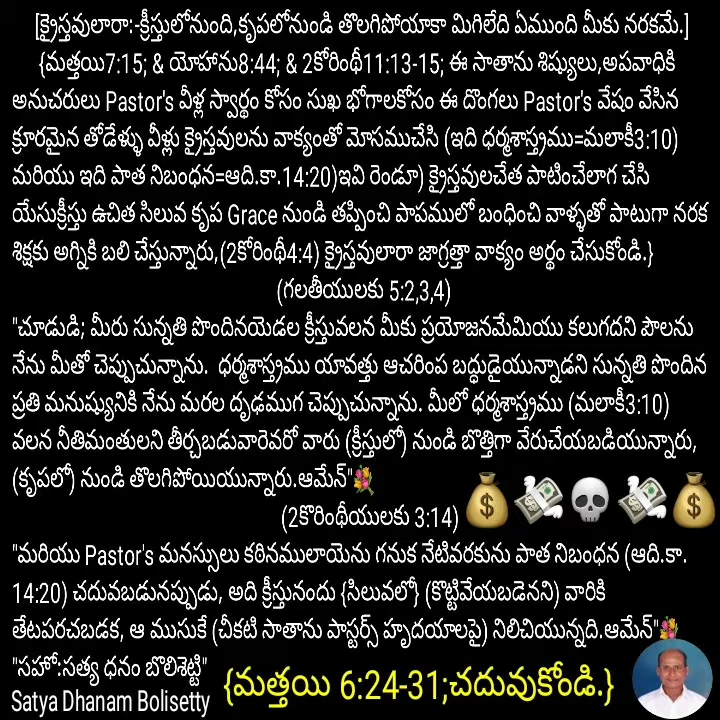 [క్రైస్తవులారా:-క్రీస్తులోనుంది,కృపలోనుండి తొలగిపోయాకా మిగిలేది ఏముంది మీకు నరకమే.]
{మత్తయి7:15; & యోహాను8:44; & 2కోరింథీ11:13-15; ఈ సాతాను శిష్యులు,అపవాధికి
అనుచరులు Pastor's వీళ్ల స్వార్థం కోసం సుఖ భోగాలకోసం ఈ దొంగలు Pastor's వేషం వేసిన
క్రూరమైన తోడేళ్ళు వీళ్లు క్రైస్తవులను వాక్యంతో మోసముచేసి (ఇది ధర్మశాస్త్రము=మలాకీ3:10)
మరియు ఇది పాత నిబంధన=ఆది.కా.14:20)ఇవి రెండూ) క్రైస్తవులచేత పాటించేలాగ చేసి
యేసుక్రీస్తు ఉచిత సిలువ కృప Grace నుండి తప్పించి పాపములో బంధించి వాళ్ళతో పాటుగా నరక
శిక్షకు అగ్నికి బలి చేస్తున్నారు,(2కోరింథీ4:4) క్రైస్తవులారా జాగ్రత్తా వాక్యం అర్థం చేసుకోండి.}
(గలతీయులకు 5:2,3,4)
"చూడుడి; మీరు సున్నతి పొందినయెడల క్రీస్తువలన మీకు ప్రయోజనమేమియు కలుగదని పౌలను
నేను మీతో చెప్పుచున్నాను. ధర్మశాస్త్రము యావత్తు ఆచరింప బద్ధుడైయున్నాడని సున్నతి పొందిన
ప్రతి మనుష్యునికి నేను మరల దృఢముగ చెప్పుచున్నాను. మీలో ధర్మశాస్త్రము (మలాకీ3:10)
వలన నీతిమంతులని తీర్చబడువారెవరో వారు (క్రీస్తులో) నుండి బొత్తిగా వేరుచేయబడియున్నారు,
(కృపలో) నుండి తొలగిపోయియున్నారు.ఆమేన్"💐
(2కొరింథీయులకు 3:14) 💰💸💀💸💰
"మరియు Pastor's మనస్సులు కఠినములాయెను గనుక నేటివరకును పాత నిబంధన (ఆది.కా.
14:20) చదువబడునప్పుడు, అది క్రీస్తునందు {సిలువలో} (కొట్టివేయబడెనని) వారికి
తేటపరచబడక, ఆ ముసుకే (చీకటి సాతాను పాస్టర్స్ హృదయాలపై) నిలిచియున్నది.ఆమేన్"💐
"సహో:సత్య ధనం బొలిశెట్టి"
Satya Dhanam Bolisetty
{మత్తయి 6:24-31;చదువుకోండి.}